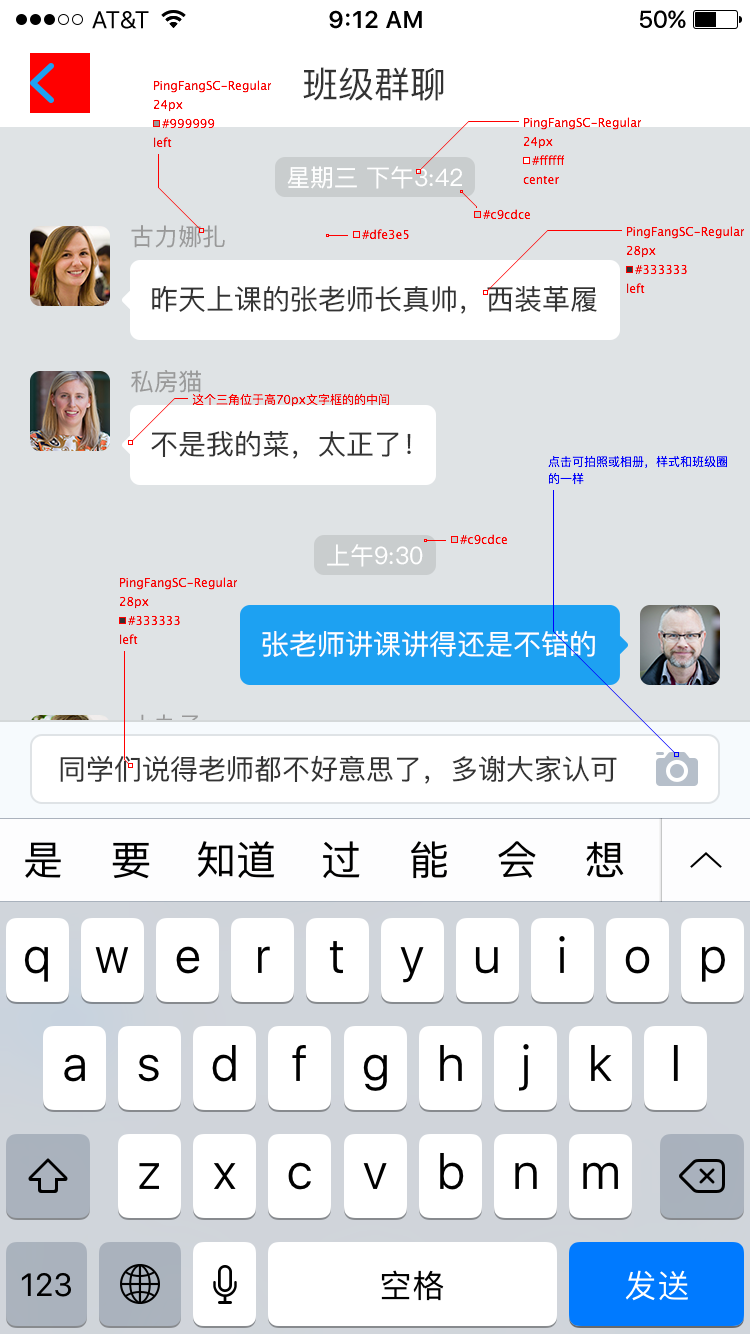 AT&T 9:12 AM 50%
班级群聊
PingFangSC-Regular
24px
#999999
left
PingFangSC-Regular
24px
#ffffff
center
星期三 下午3:42
#c9cdce
古力娜扎
#dfe3e5
PingFangSC-Regular
28px
#333333
left
昨天上课的张老师长真帅，西装革履
私房猫
这个三角位于高70px文字框的的中间
不是我的菜，太正了！
点击可拍照或相册，样式和班级圈
的一样
上午9:30
#c9cdce
PingFangSC-Regular
28px
#333333
left
张老师讲课讲得还是不错的
同学们说得老师都不好意思了，多谢大家认可
是 要 知道 过 能 会 想
q w e r t y u i o p
a s d f g h j k l
z x c v b n m
123 空格 发送